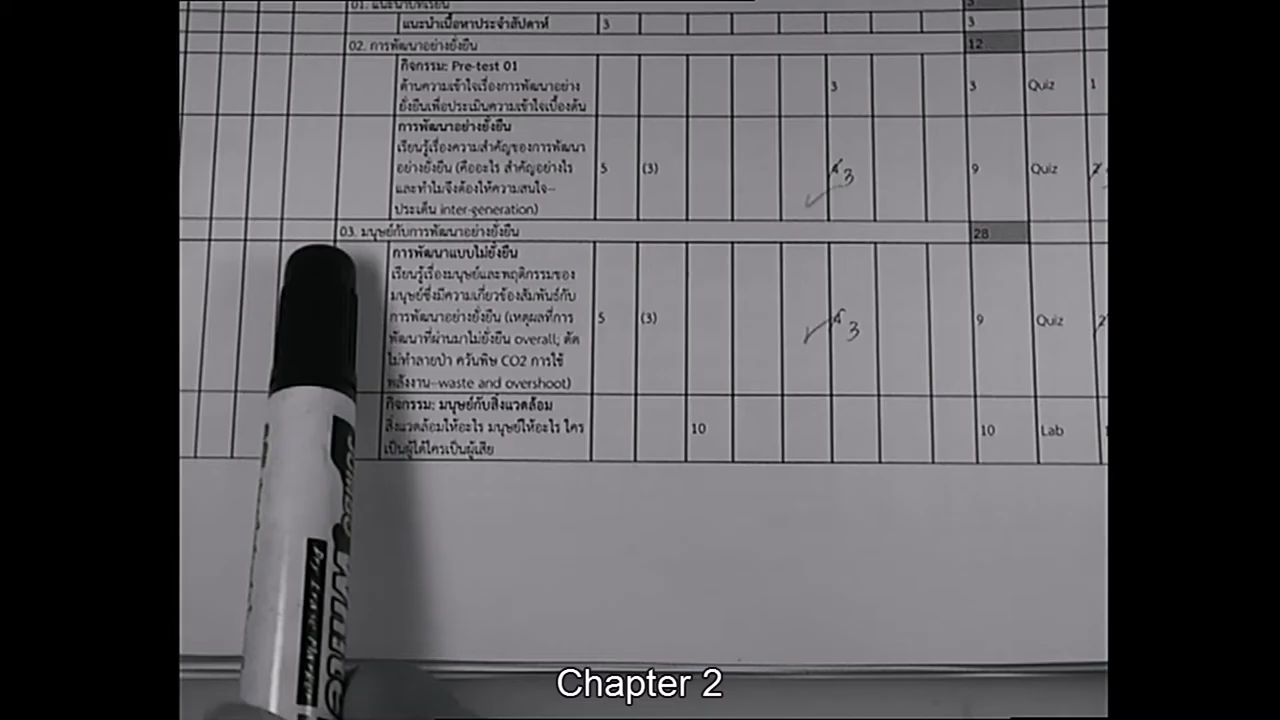 01. แนะนำบทเรียน 3
แนะนำเนื้อหาประจำสัปดาห์ 3 3
02. การพัฒนาอย่างยั่งยืน 12
กิจกรรม: Pre-test 01
ด้านความเข้าใจเรื่องการพัฒนาอย่าง 3 3 Quiz 1
ยั่งยืนเพื่อประเมินความเข้าใจเบื้องต้น
การพัฒนาอย่างยั่งยืน
เรียนรู้เรื่องความสำคัญของการพัฒนา
อย่างยั่งยืน (คืออะไร สำคัญอย่างไร 5 (3) 3 9 Quiz
และทำไมจึงต้องให้ความสนใจ–
ประเด็น inter-generation)
03. มนุษย์กับการพัฒนาอย่างยั่งยืน 28
การพัฒนาแบบไม่ยั่งยืน
เรียนรู้เรื่องมนุษย์และพฤติกรรมของ
มนุษย์ซึ่งมีความเกี่ยวข้องสัมพันธ์กับ
การพัฒนาอย่างยั่งยืน (เหตุผลที่การ 5 (3) 3 9 Quiz
พัฒนาที่ผ่านมาไม่ยั่งยืน overall; ตัด
ไม้ทำลายป่า ควันพิษ CO2 การใช้
พลังงาน–waste and overshoot)
กิจกรรม: มนุษย์กับสิ่งแวดล้อม
สิ่งแวดล้อมให้อะไร มนุษย์ให้อะไร ใคร 10 10 Lab
เป็นผู้ได้ใครเป็นผู้เสีย
White
Dry Erase Marker
Chapter 2